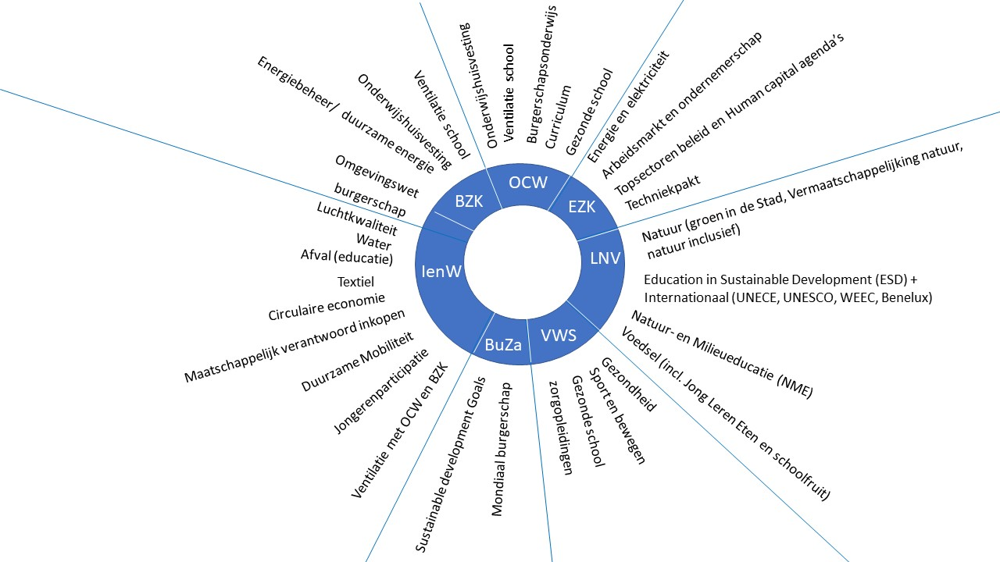 OCW
Onderwijshuisvesting
Ventilatie school
Burgerschapsonderwijs
Curriculum
Gezonde school
EZK
Energie en elektriciteit
Arbeidsmarkt en ondernemerschap
Topsectoren beleid en Human capital agenda's
Techniekpakt
LNV
Natuur (groen in de Stad, Vermaatschappelijking natuur,
natuur inclusief)
Education in Sustainable Development (ESD) +
Internationaal (UNECE, UNESCO, WEEC, Benelux)
Natuur- en Milieueducatie (NME)
Voedsel (incl. Jong Leren Eten en schoolfruit)
VWS
Gezondheid
Sport en bewegen
Gezonde school
zorgopleidingen
BuZa
Mondiaal burgerschap
Sustainable development Goals
IenW
Ventilatie met OCW en BZK
Jongerenparticipatie
Duurzame Mobiliteit
Maatschappelijk verantwoord inkopen
Circulaire economie
Textiel
Afval (educatie)
Water
Luchtkwaliteit
BZK
burgerschap
Omgevingswet
Energiebeheer/ duurzame energie
Onderwijshuisvesting
Ventilatie school